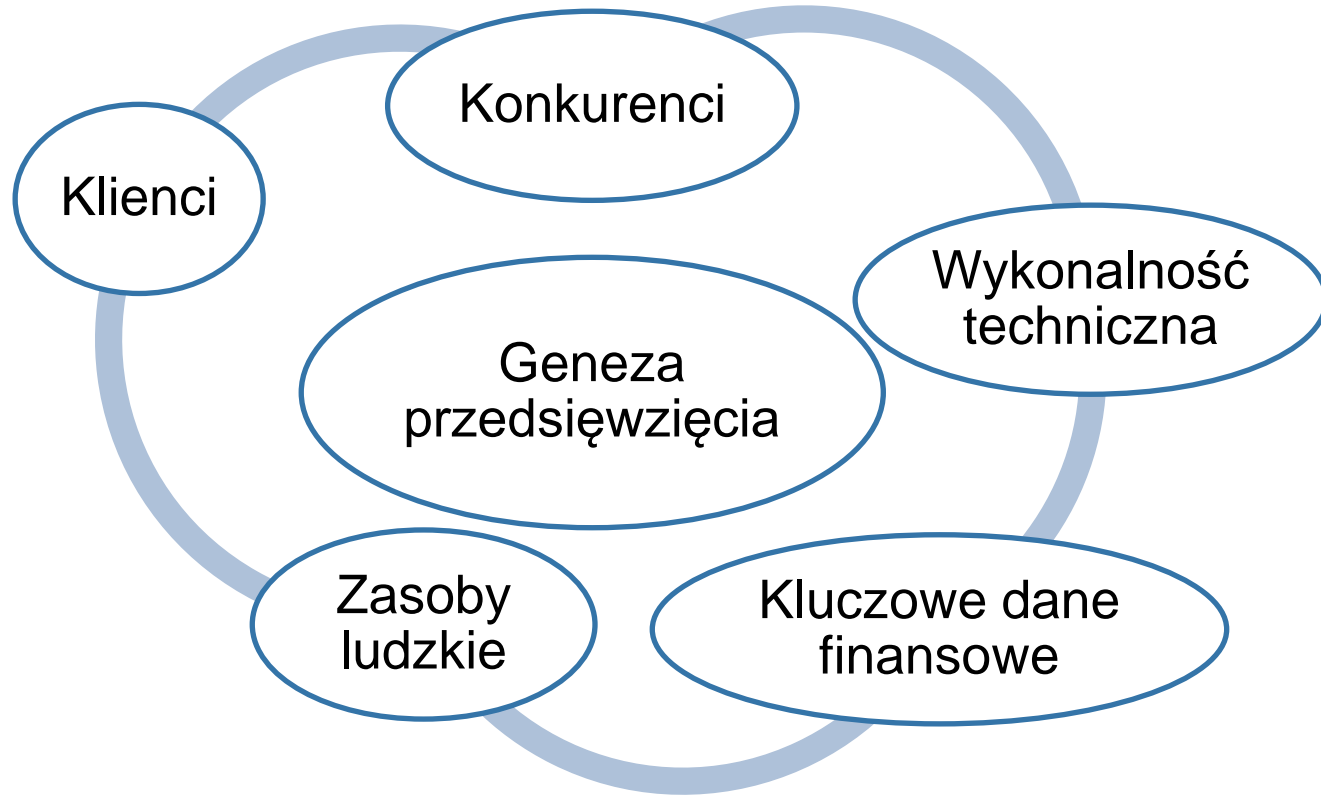 Konkurenci
Klienci
Wykonalność
techniczna
Geneza
przedsięwzięcia
Zasoby
ludzkie
Kluczowe dane
finansowe